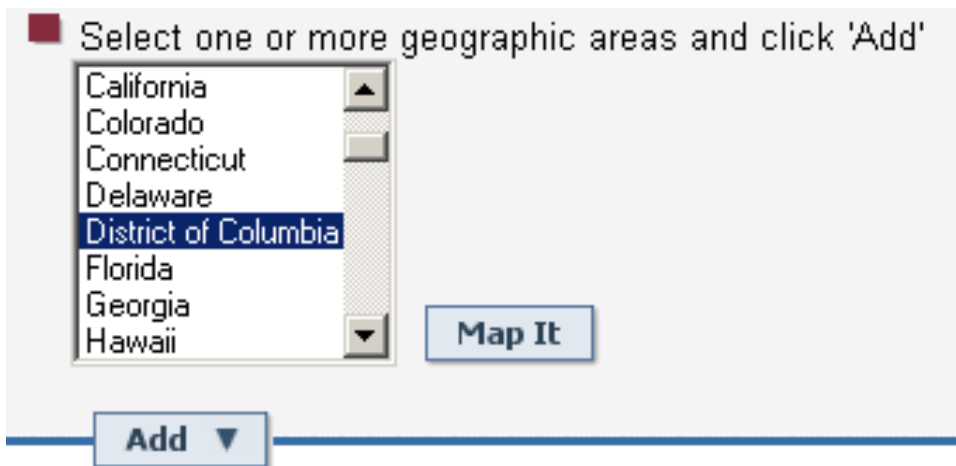 Select one or more geographic areas and click 'Add'
California
Colorado
Connecticut
Delaware
District of Columbia
Florida
Georgia
Hawaii
Map It
Add